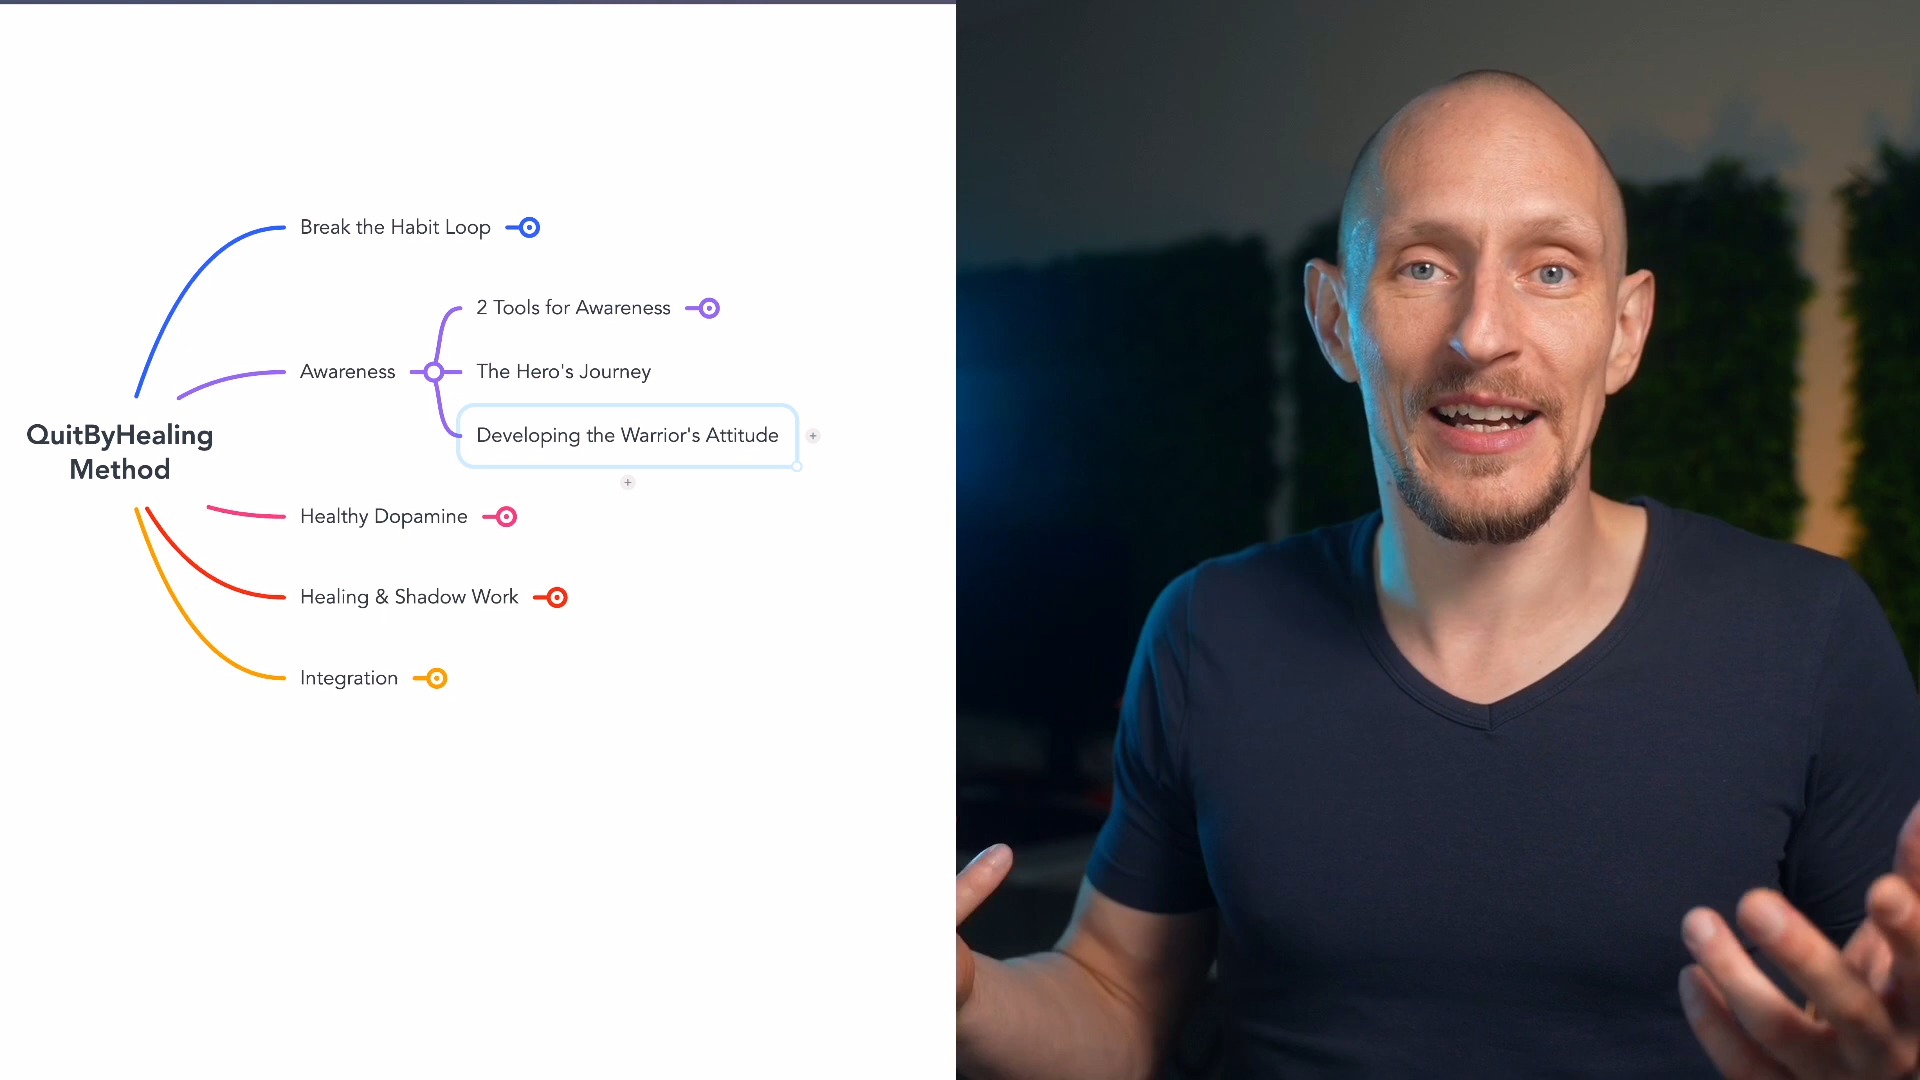 Break the Habit Loop
2 Tools for Awareness
Awareness
The Hero's Journey
QuitByHealing
Method
Developing the Warrior's Attitude
Healthy Dopamine
Healing & Shadow Work
Integration